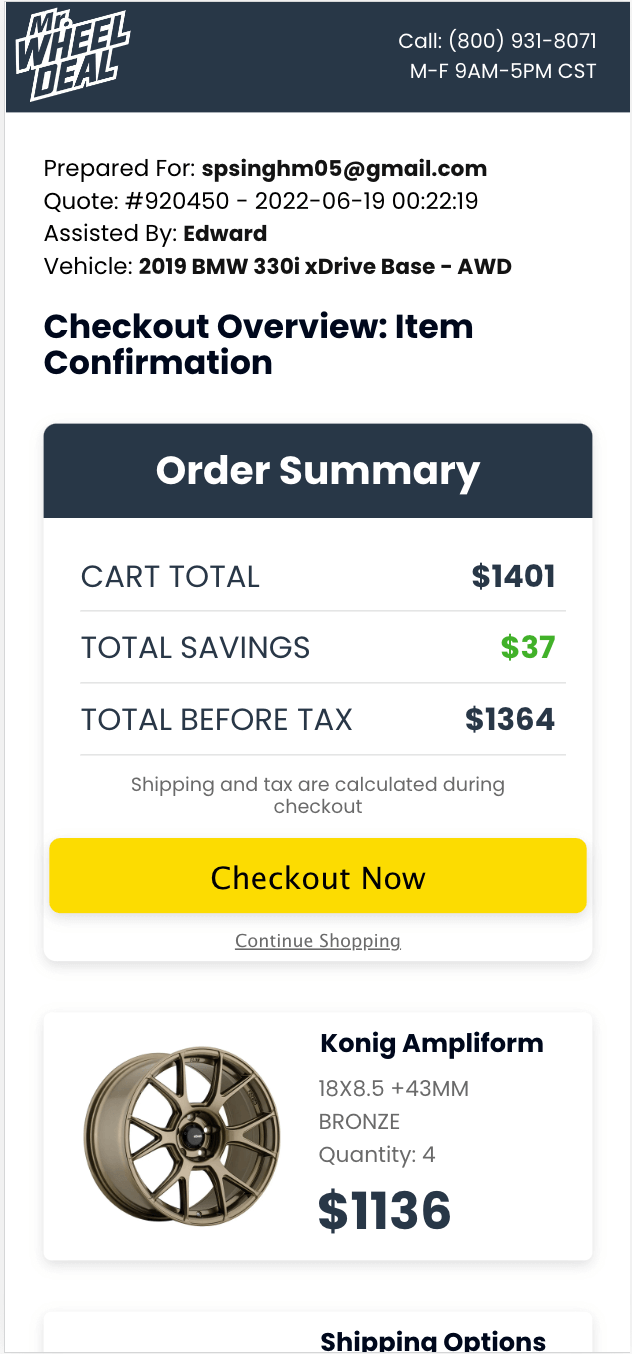 Mr.
WHEEL
DEAL
Call: (800) 931-8071
M-F 9AM-5PM CST
Prepared For: spsinghm05@gmail.com
Quote: #920450 - 2022-06-19 00:22:19
Assisted By: Edward
Vehicle: 2019 BMW 330i xDrive Base - AWD
Checkout Overview: Item
Confirmation
Order Summary
CART TOTAL $1401
TOTAL SAVINGS $37
TOTAL BEFORE TAX $1364
Shipping and tax are calculated during
checkout
Checkout Now
Continue Shopping
Konig Ampliform
18X8.5 +43MM
BRONZE
Quantity: 4
$1136
Shipping Options